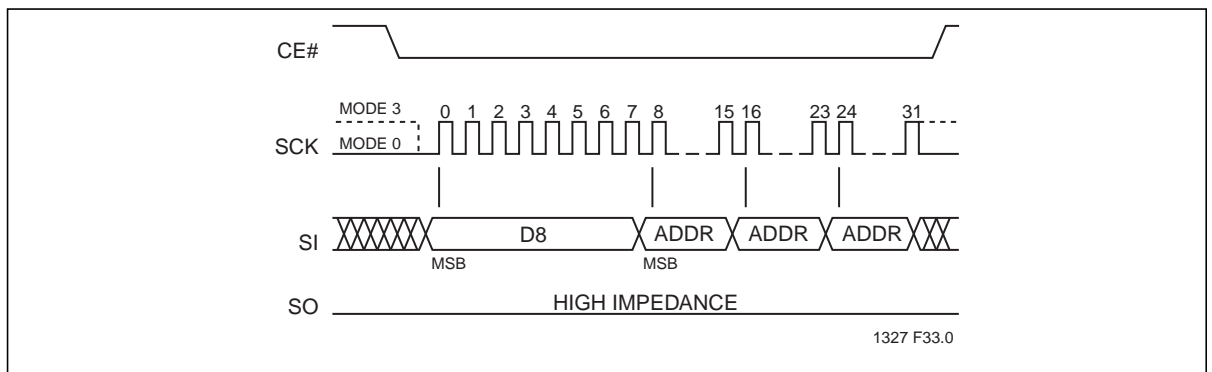 CE#
MODE 3
0 1 2 3 4 5 6 7 8 15 16 23 24 31
SCK MODE 0
SI D8 ADDR ADDR ADDR
MSB MSB
SO HIGH IMPEDANCE
1327 F33.0